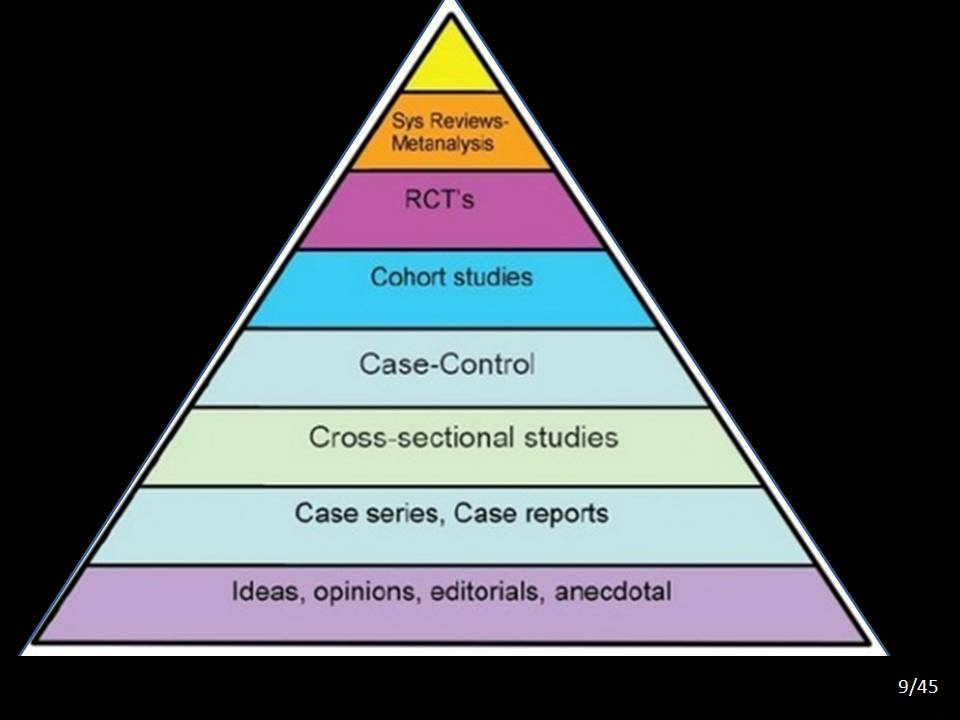 Sys Reviews-
Metanalysis
RCT's
Cohort studies
Case-Control
Cross-sectional studies
Case series, Case reports
Ideas, opinions, editorials, anecdotal
9/45